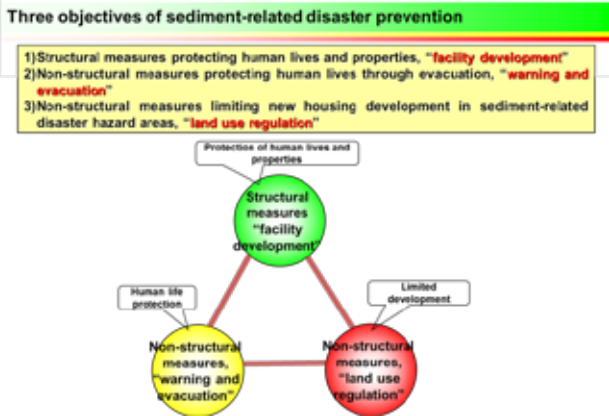 Three objectives of sediment-related disaster prevention
1)Structural measures protecting human lives and properties, “facility development”
2)Non-structural measures protecting human lives through evacuation, “warning and
evacuation”
3)Non-structural measures limiting new housing development in sediment-related
disaster hazard areas, “land use regulation”
Protection of human lives and
properties
Structural
measures
“facility
development”
Human life
protection
Limited
development
Non-structural
measures,
“warning and
evacuation”
Non-structural
measures,
“land use
regulation”